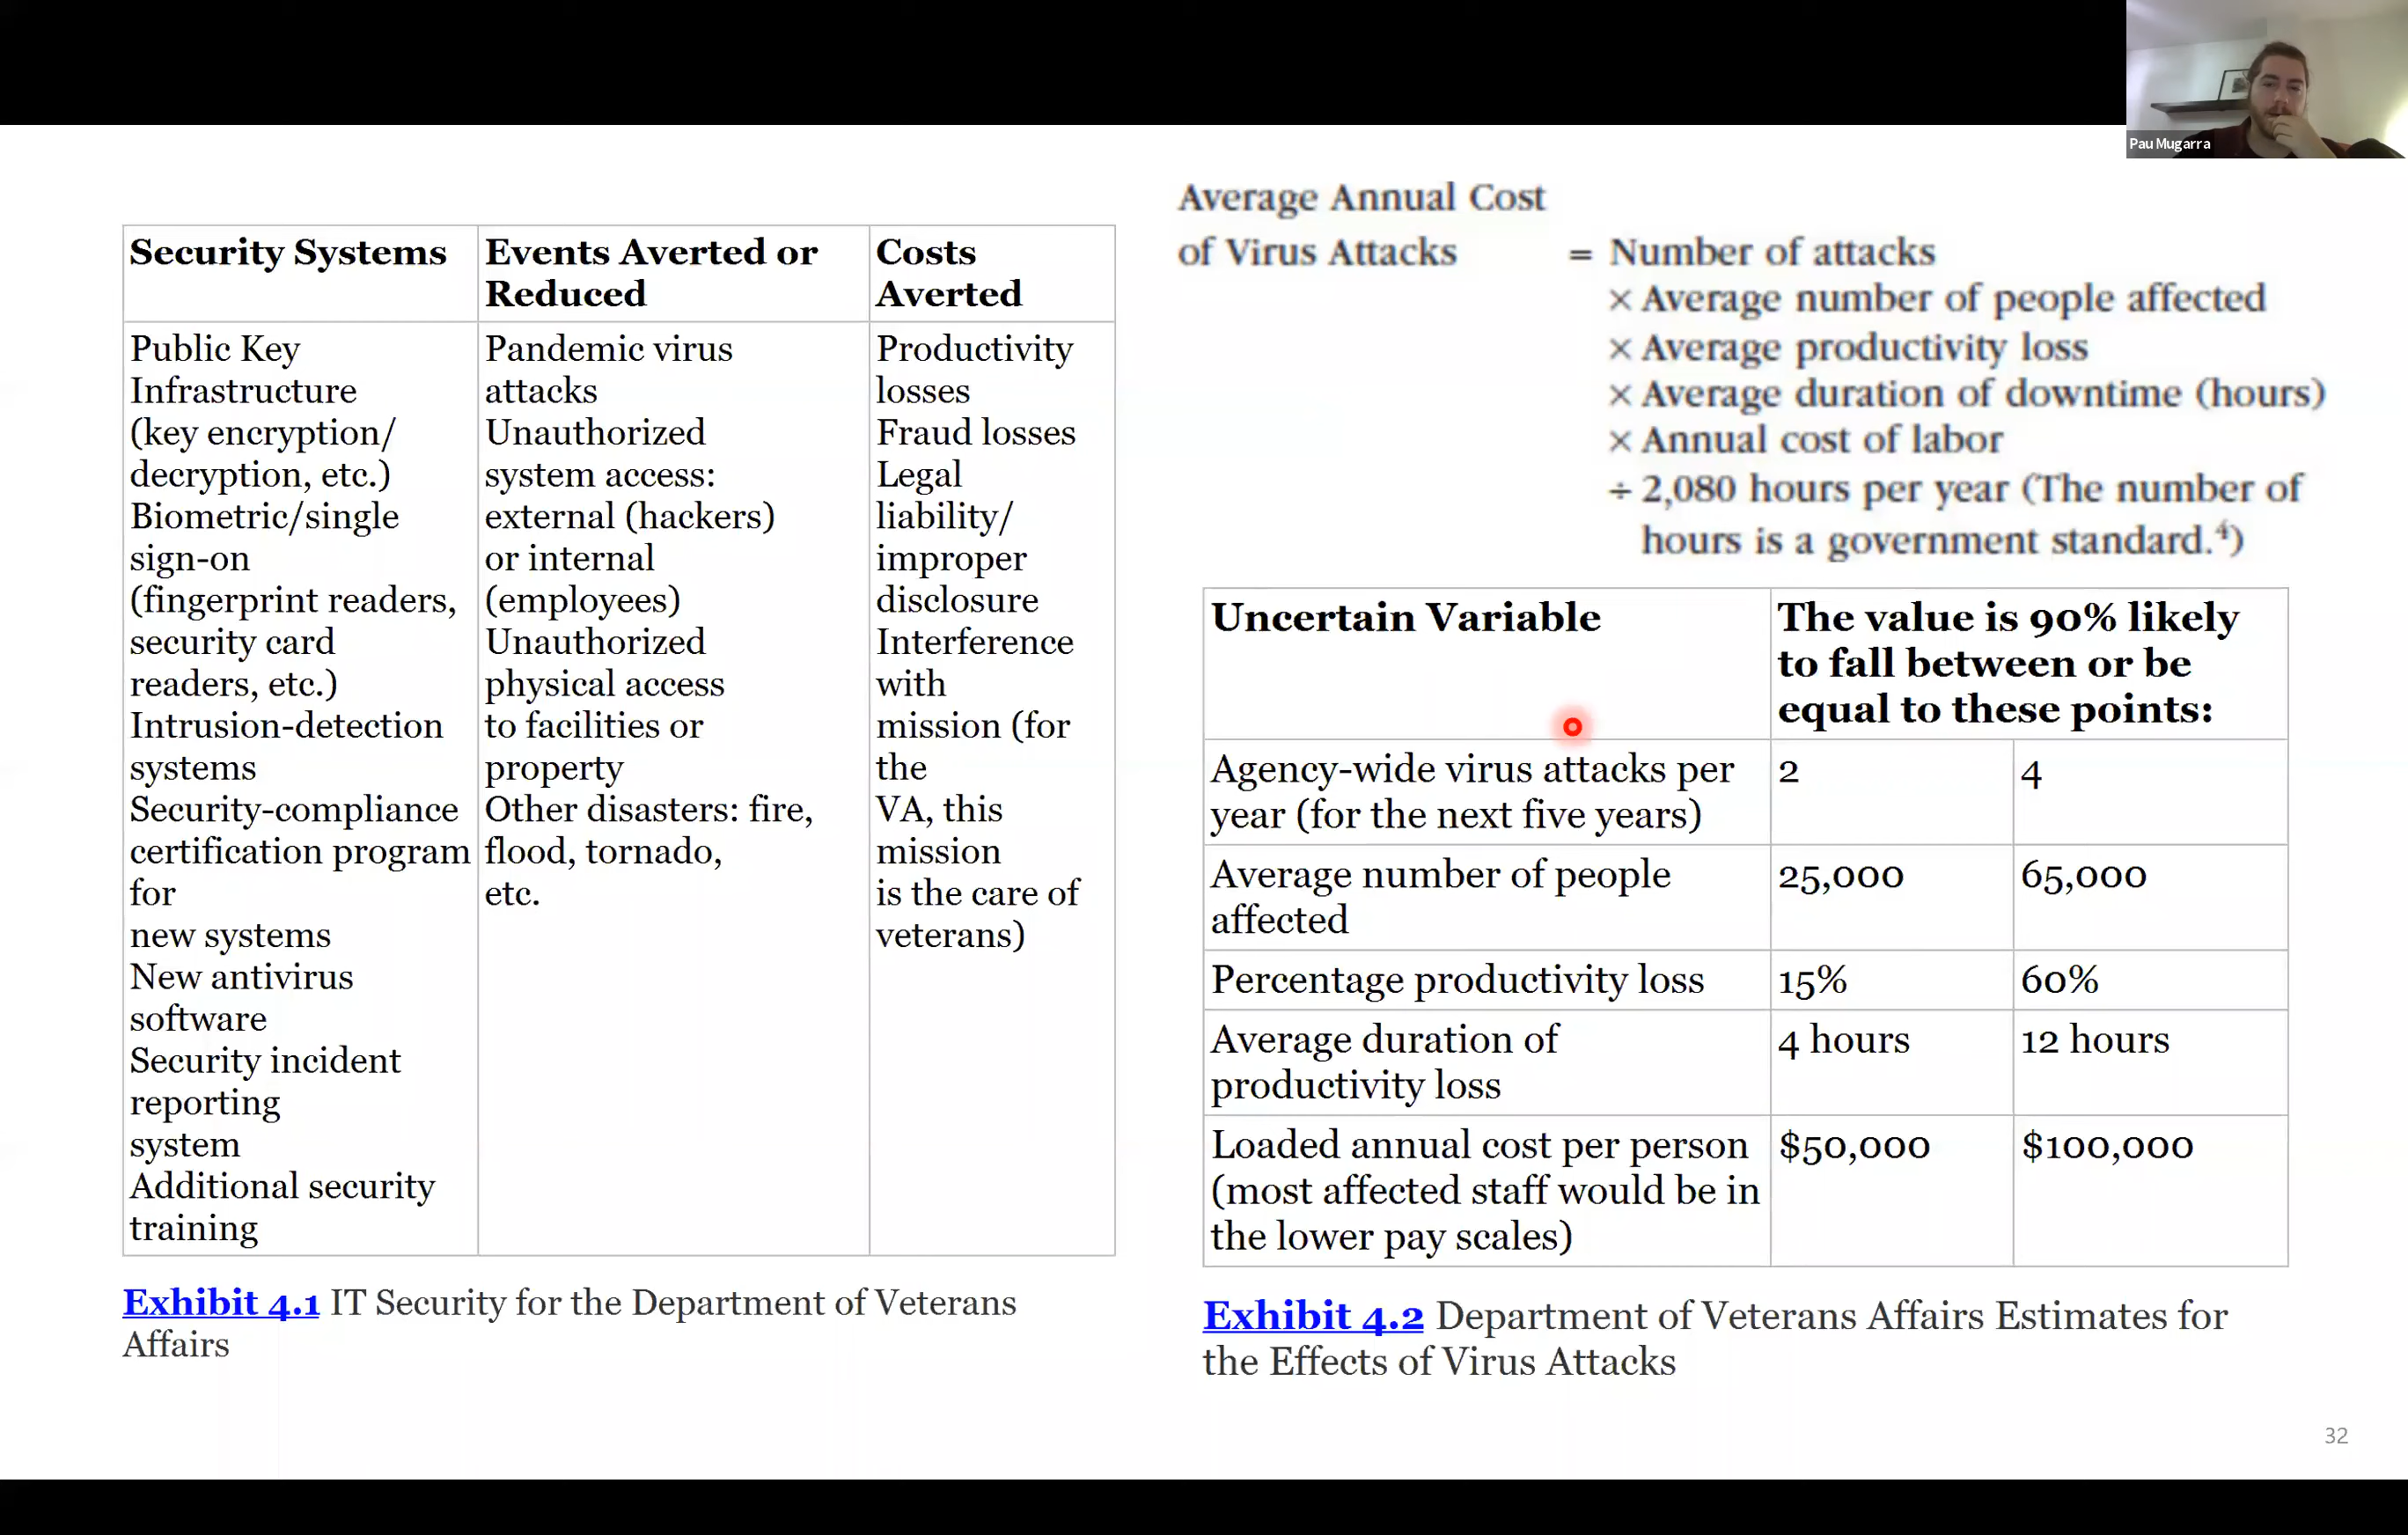 Pau Mugarra
Security Systems
Events Averted or
Reduced
Costs
Averted
Public Key
Infrastructure
(key encryption/
decryption, etc.)
Biometric/single
sign-on
(fingerprint readers,
security card
readers, etc.)
Intrusion-detection
systems
Security-compliance
certification program
for
new systems
New antivirus
software
Security incident
reporting
system
Additional security
training
Pandemic virus
attacks
Unauthorized
system access:
external (hackers)
or internal
(employees)
Unauthorized
physical access
to facilities or
property
Other disasters: fire,
flood, tornado,
etc.
Productivity
losses
Fraud losses
Legal
liability/
improper
disclosure
Interference
with
mission (for
the
VA, this
mission
is the care of
veterans)
Exhibit 4.1 IT Security for the Department of Veterans
Affairs
Average Annual Cost
of Virus Attacks = Number of attacks
× Average number of people affected
× Average productivity loss
× Average duration of downtime (hours)
× Annual cost of labor
÷ 2,080 hours per year (The number of
hours is a government standard.⁴)
Uncertain Variable
The value is 90% likely
to fall between or be
equal to these points:
Agency-wide virus attacks per
year (for the next five years)
2
4
Average number of people
affected
25,000
65,000
Percentage productivity loss
15%
60%
Average duration of
productivity loss
4 hours
12 hours
Loaded annual cost per person
(most affected staff would be in
the lower pay scales)
$50,000
$100,000
Exhibit 4.2 Department of Veterans Affairs Estimates for
the Effects of Virus Attacks
32